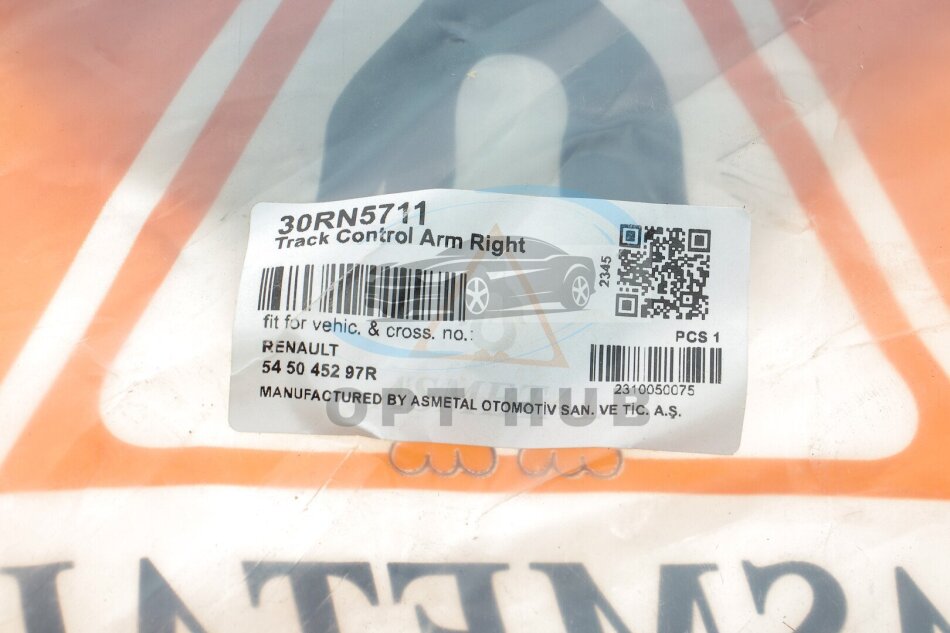 30RN5711
Track Control Arm Right
2345
fit for vehic. & cross. no.:
PCS 1
RENAULT
54 50 452 97R
2310050075
MANUFACTURED BY ASMETAL OTOMOTİV SAN. VE TİC. A.Ş.
OPT HUB
ASMETAL